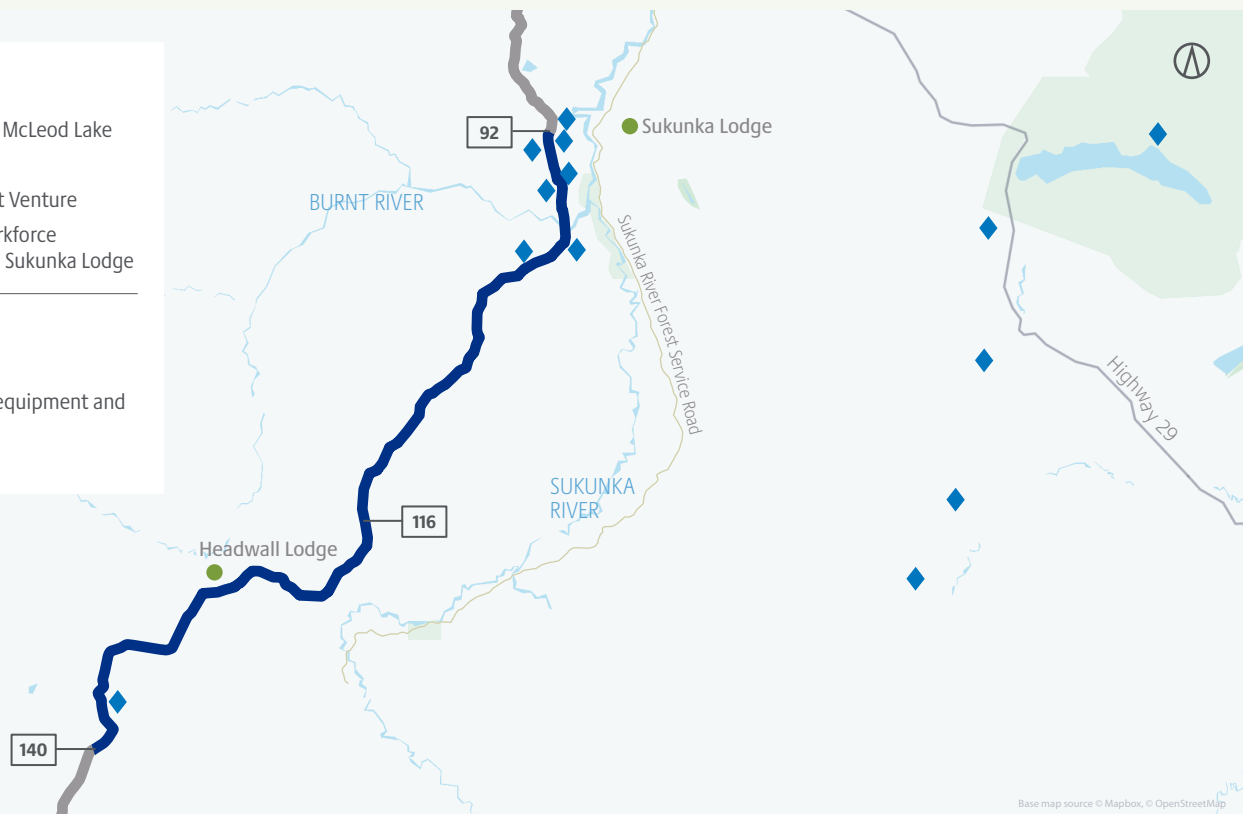 McLeod Lake
t Venture
rkforce
Sukunka Lodge
equipment and
92
Sukunka Lodge
BURNT RIVER
Sukunka River Forest Service Road
Highway 29
SUKUNKA
RIVER
116
Headwall Lodge
140
Base map source © Mapbox, © OpenStreetMap